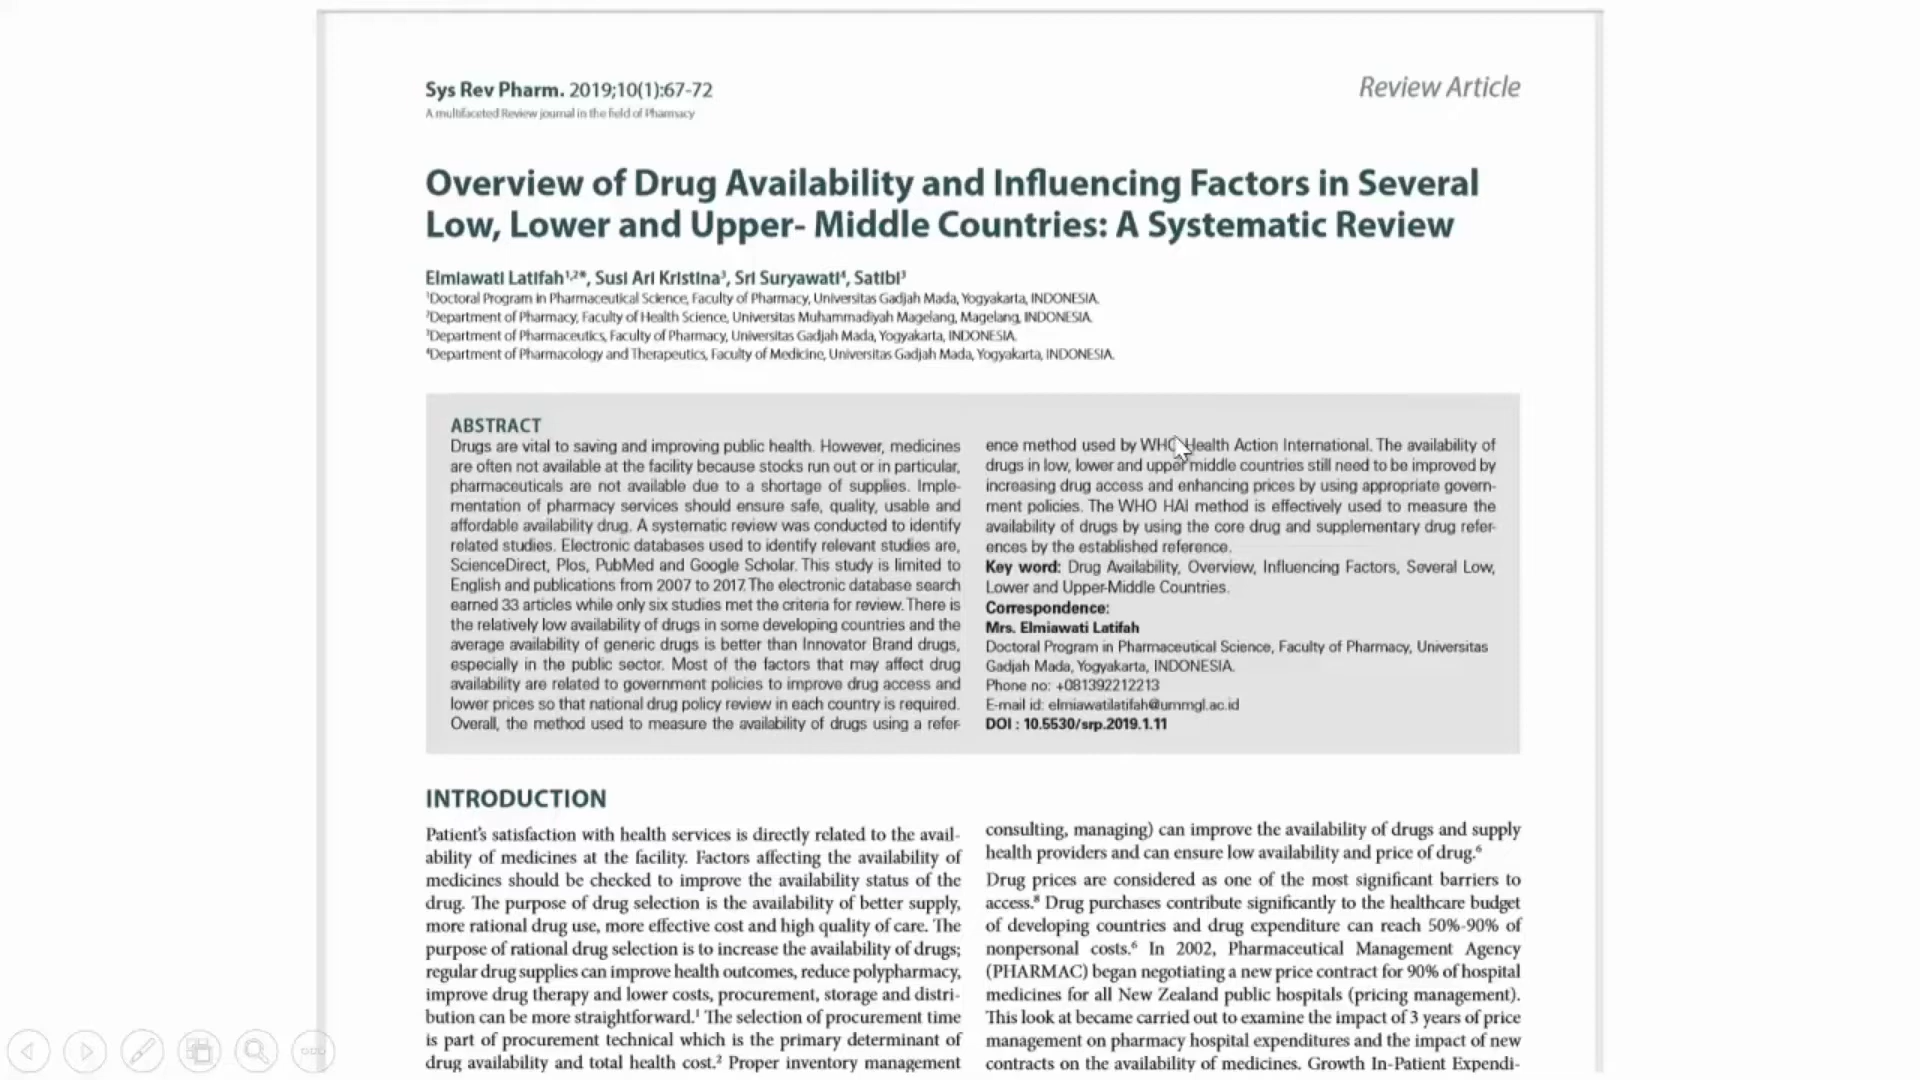 Sys Rev Pharm. 2019;10(1):67-72
Review Article
A multifaceted Review journal in the field of Pharmacy
Overview of Drug Availability and Influencing Factors in Several
Low, Lower and Upper- Middle Countries: A Systematic Review
Elmiawati Latifah¹,²*, Susi Ari Kristina³, Sri Suryawati⁴, Satibi³
¹Doctoral Program in Pharmaceutical Science, Faculty of Pharmacy, Universitas Gadjah Mada, Yogyakarta, INDONESIA.
²Department of Pharmacy, Faculty of Health Science, Universitas Muhammadiyah Magelang, Magelang, INDONESIA.
³Department of Pharmaceutics, Faculty of Pharmacy, Universitas Gadjah Mada, Yogyakarta, INDONESIA.
⁴Department of Pharmacology and Therapeutics, Faculty of Medicine, Universitas Gadjah Mada, Yogyakarta, INDONESIA.
ABSTRACT
Drugs are vital to saving and improving public health. However, medicines
are often not available at the facility because stocks run out or in particular,
pharmaceuticals are not available due to a shortage of supplies. Imple-
mentation of pharmacy services should ensure safe, quality, usable and
affordable availability drug. A systematic review was conducted to identify
related studies. Electronic databases used to identify relevant studies are,
ScienceDirect, Plos, PubMed and Google Scholar. This study is limited to
English and publications from 2007 to 2017. The electronic database search
earned 33 articles while only six studies met the criteria for review. There is
the relatively low availability of drugs in some developing countries and the
average availability of generic drugs is better than Innovator Brand drugs,
especially in the public sector. Most of the factors that may affect drug
availability are related to government policies to improve drug access and
lower prices so that national drug policy review in each country is required.
Overall, the method used to measure the availability of drugs using a refer-
ence method used by WHO Health Action International. The availability of
drugs in low, lower and upper middle countries still need to be improved by
increasing drug access and enhancing prices by using appropriate govern-
ment policies. The WHO HAI method is effectively used to measure the
availability of drugs by using the core drug and supplementary drug refer-
ences by the established reference.
Key word: Drug Availability, Overview, Influencing Factors, Several Low,
Lower and Upper-Middle Countries.
Correspondence:
Mrs. Elmiawati Latifah
Doctoral Program in Pharmaceutical Science, Faculty of Pharmacy, Universitas
Gadjah Mada, Yogyakarta, INDONESIA.
Phone no: +081392212213
E-mail id: elmiawatilatifah@ummgl.ac.id
DOI : 10.5530/srp.2019.1.11
INTRODUCTION
Patient's satisfaction with health services is directly related to the avail-
ability of medicines at the facility. Factors affecting the availability of
medicines should be checked to improve the availability status of the
drug. The purpose of drug selection is the availability of better supply,
more rational drug use, more effective cost and high quality of care. The
purpose of rational drug selection is to increase the availability of drugs;
regular drug supplies can improve health outcomes, reduce polypharmacy,
improve drug therapy and lower costs, procurement, storage and distri-
bution can be more straightforward.¹ The selection of procurement time
is part of procurement technical which is the primary determinant of
drug availability and total health cost.² Proper inventory management
consulting, managing) can improve the availability of drugs and supply
health providers and can ensure low availability and price of drug.⁶
Drug prices are considered as one of the most significant barriers to
access.⁸ Drug purchases contribute significantly to the healthcare budget
of developing countries and drug expenditure can reach 50%-90% of
nonpersonal costs.⁶ In 2002, Pharmaceutical Management Agency
(PHARMAC) began negotiating a new price contract for 90% of hospital
medicines for all New Zealand public hospitals (pricing management).
This look at became carried out to examine the impact of 3 years of price
management on pharmacy hospital expenditures and the impact of new
contracts on the availability of medicines. Growth In-Patient Expendi-